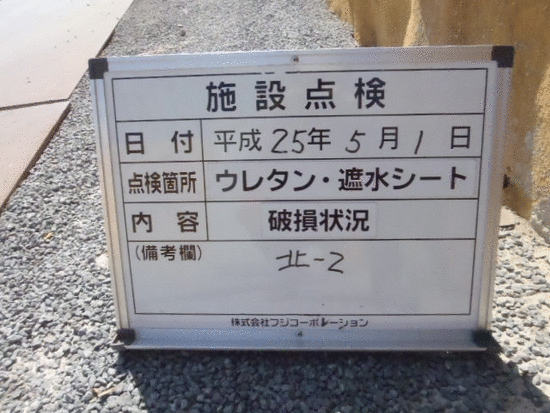 施設点検
日付 平成25年5月1日
点検箇所 ウレタン・遮水シート
内容 破損状況
(備考欄) 北-2
株式会社フジコーポレーション